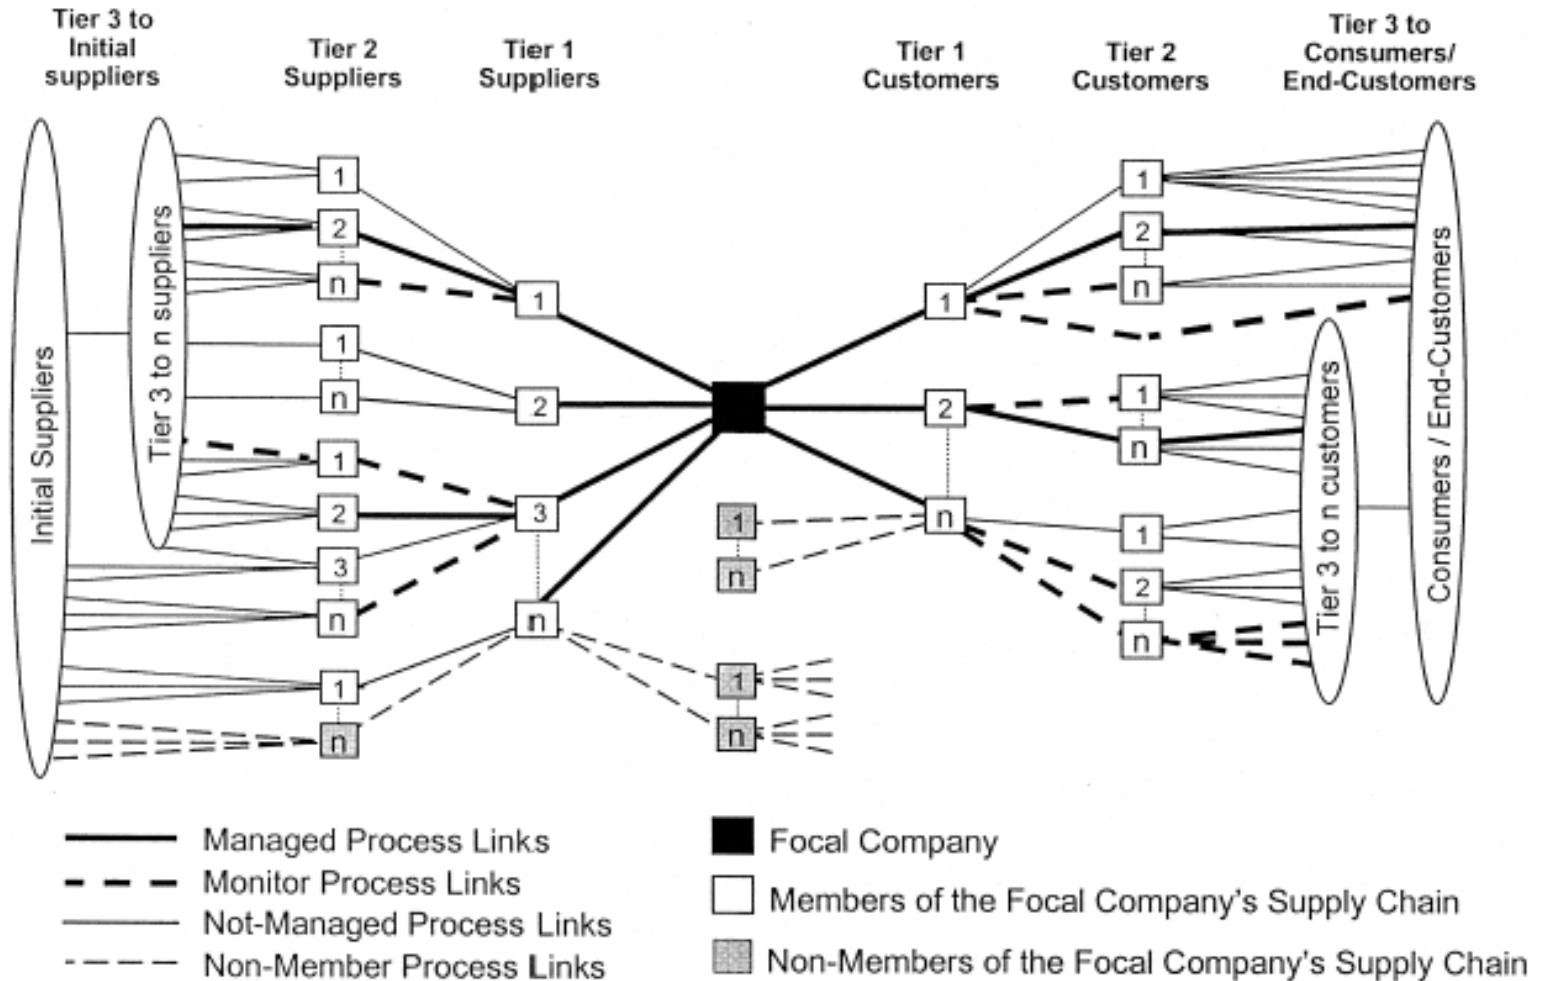 Tier 3 to
Initial
suppliers
Tier 2
Suppliers
Tier 1
Suppliers
Tier 1
Customers
Tier 2
Customers
Tier 3 to
Consumers/
End-Customers
Initial Suppliers
Tier 3 to n suppliers
1
2
n
1
n
1
2
3
n
1
n
1
2
3
n
1
n
1
n
1
2
n
1
2
n
1
n
1
2
n
Tier 3 to n customers
Consumers / End-Customers
Managed Process Links
Monitor Process Links
Not-Managed Process Links
Non-Member Process Links
Focal Company
Members of the Focal Company's Supply Chain
Non-Members of the Focal Company's Supply Chain